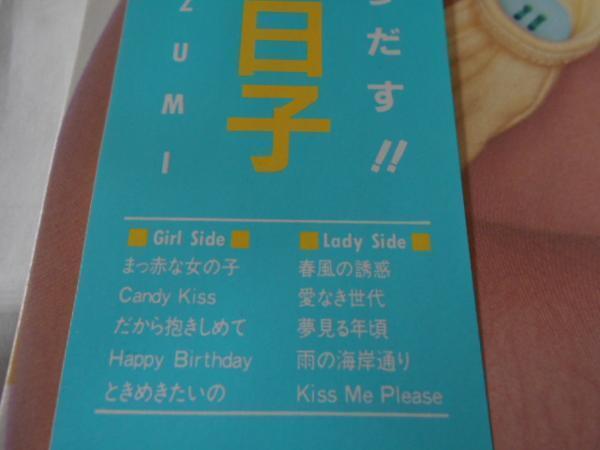 ZUMI
日子
だす!!
Girl Side
まっ赤な女の子
Candy Kiss
だから抱きしめて
Happy Birthday
ときめきたいの
Lady Side
春風の誘惑
愛なき世代
夢見る年頃
雨の海岸通り
Kiss Me Please